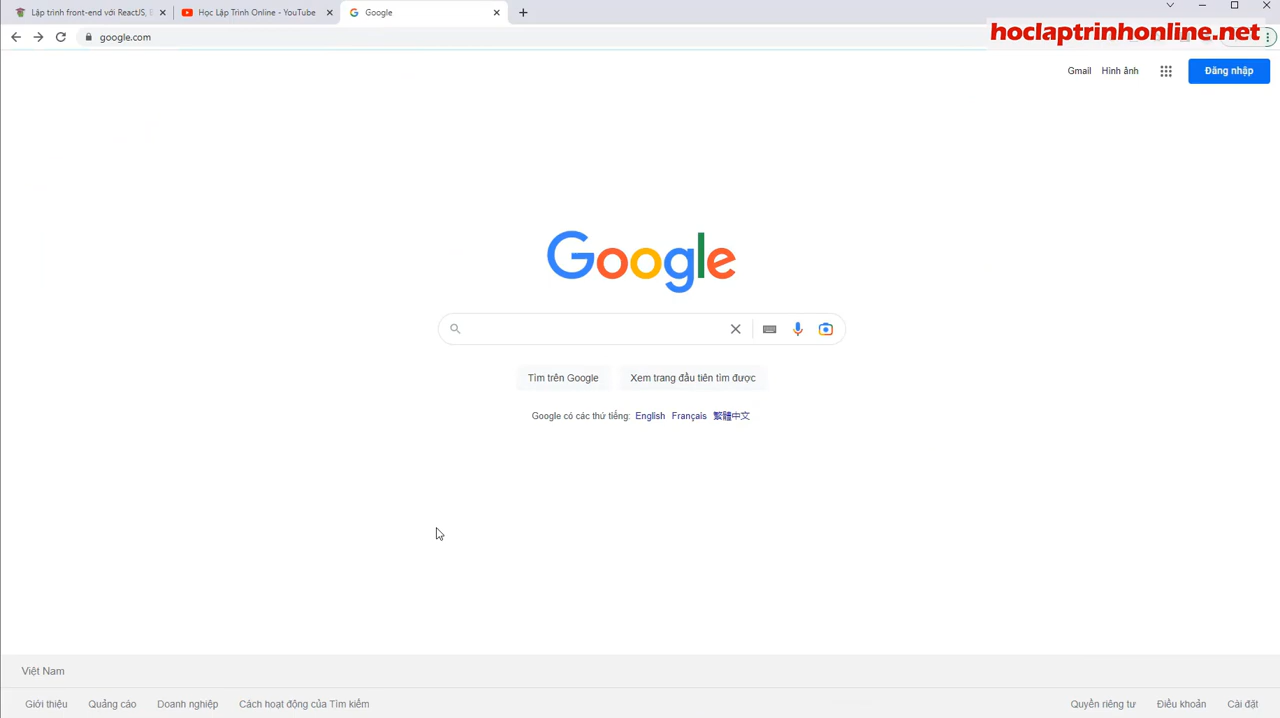 Lập trình front-end với ReactJS,
Học Lập Trình Online - YouTube
Google
google.com
hoclaptrinhonline.net
Gmail
Hình ảnh
Đăng nhập
Google
Tìm trên Google
Xem trang đầu tiên tìm được
Google có các thứ tiếng: English Français 繁體中文
Việt Nam
Giới thiệu
Quảng cáo
Doanh nghiệp
Cách hoạt động của Tìm kiếm
Quyền riêng tư
Điều khoản
Cài đặt